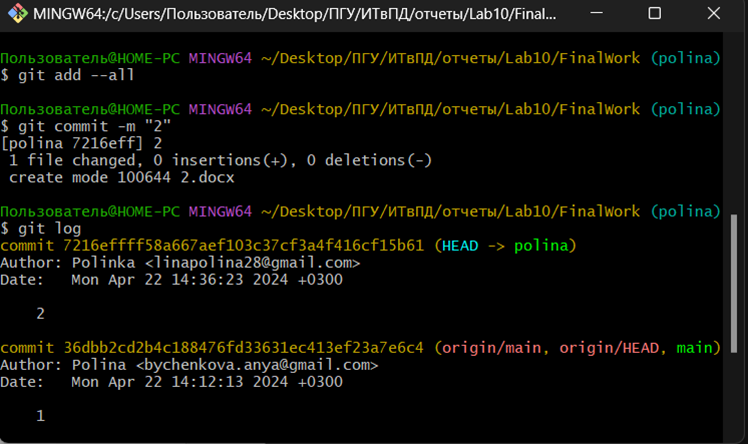 MINGW64:/c/Users/Пользователь/Desktop/ПГУ/ИТвПД/отчеты/Lab10/Final...
Пользователь@HOME-PC MINGW64 ~/Desktop/ПГУ/ИТвПД/отчеты/Lab10/FinalWork (polina)
$ git add --all
Пользователь@HOME-PC MINGW64 ~/Desktop/ПГУ/ИТвПД/отчеты/Lab10/FinalWork (polina)
$ git commit -m "2"
[polina 7216eff] 2
1 file changed, 0 insertions(+), 0 deletions(-)
create mode 100644 2.docx
Пользователь@HOME-PC MINGW64 ~/Desktop/ПГУ/ИТвПД/отчеты/Lab10/FinalWork (polina)
$ git log
commit 7216effff58a667aef103c37cf3a4f416cf15b61 (HEAD -> polina)
Author: Polinka <linapolina28@gmail.com>
Date:   Mon Apr 22 14:36:23 2024 +0300
2
commit 36dbb2cd2b4c188476fd33631ec413ef23a7e6c4 (origin/main, origin/HEAD, main)
Author: Polina <bychenkova.anya@gmail.com>
Date:   Mon Apr 22 14:12:13 2024 +0300
1